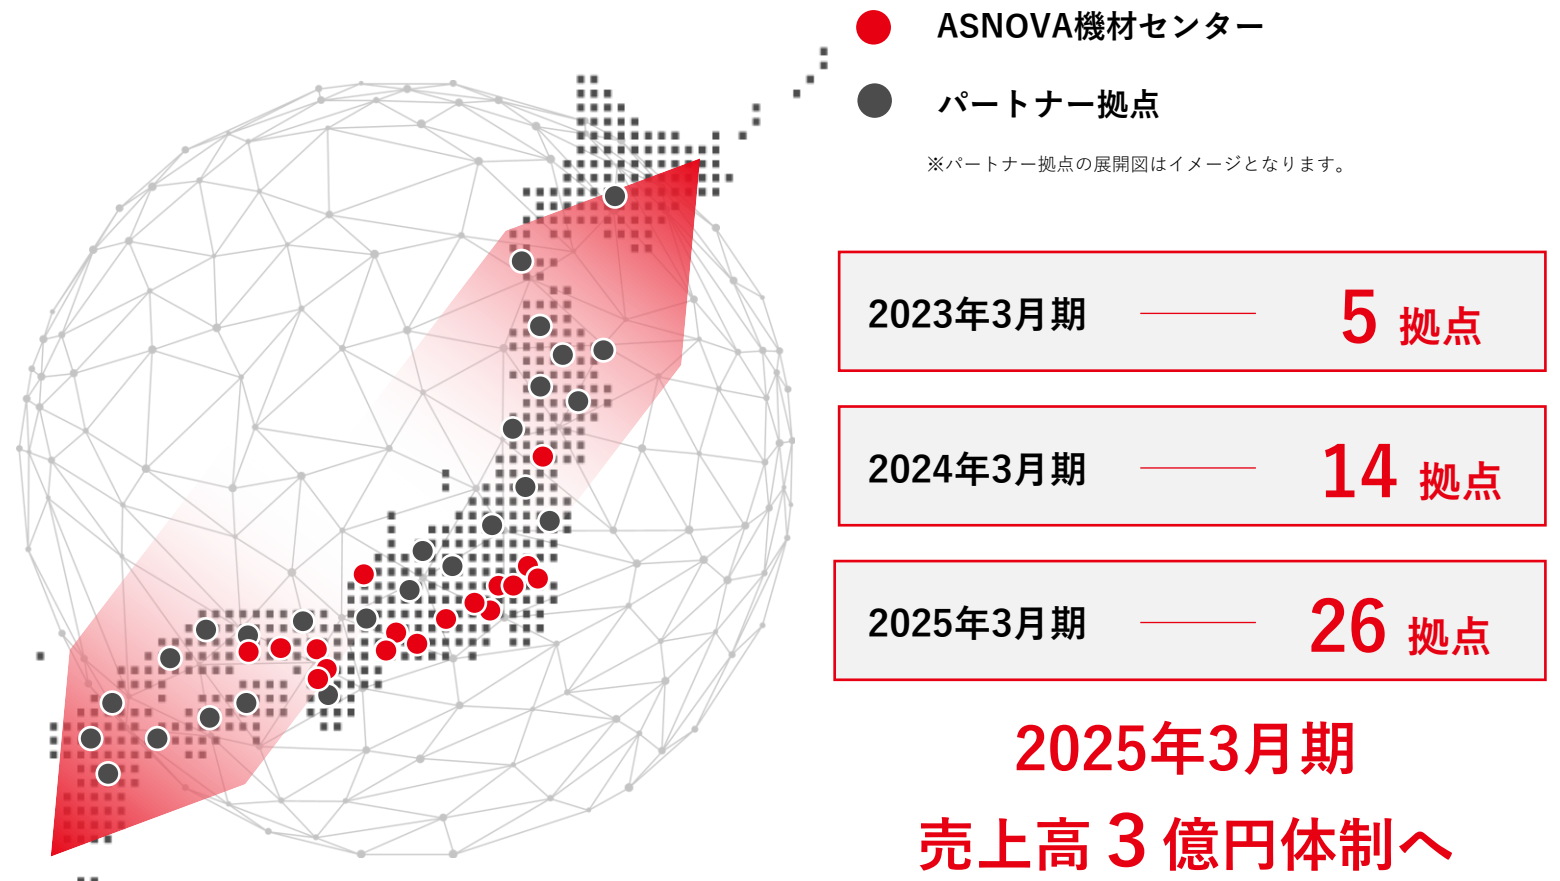 ASNOVA機材センター
パートナー拠点
※パートナー拠点の展開図はイメージとなります。
2023年3月期 5 拠点
2024年3月期 14 拠点
2025年3月期 26 拠点
2025年3月期
売上高3億円体制へ